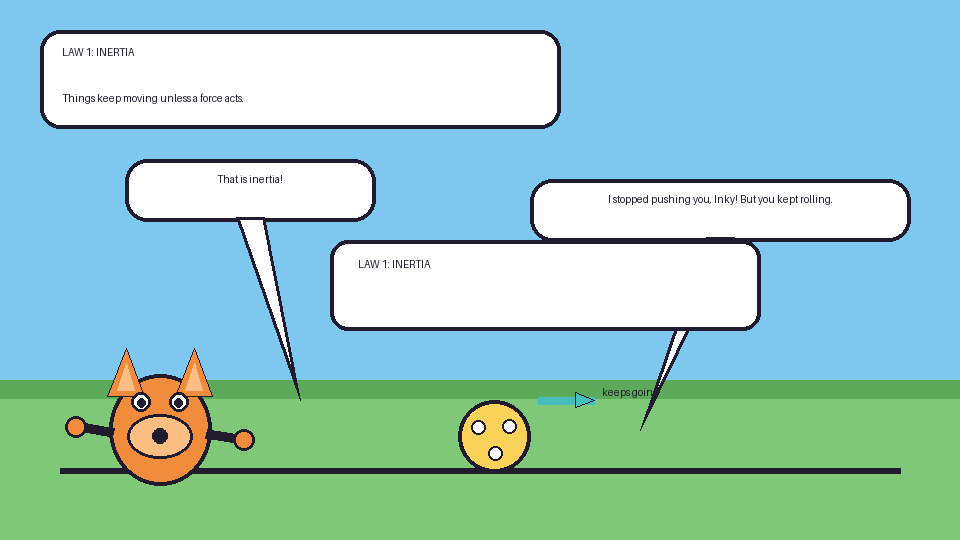 LAW 1: INERTIA
Things keep moving unless a force acts.
That is inertia!
I stopped pushing you, Inky! But you kept rolling.
LAW 1: INERTIA
keeps goin